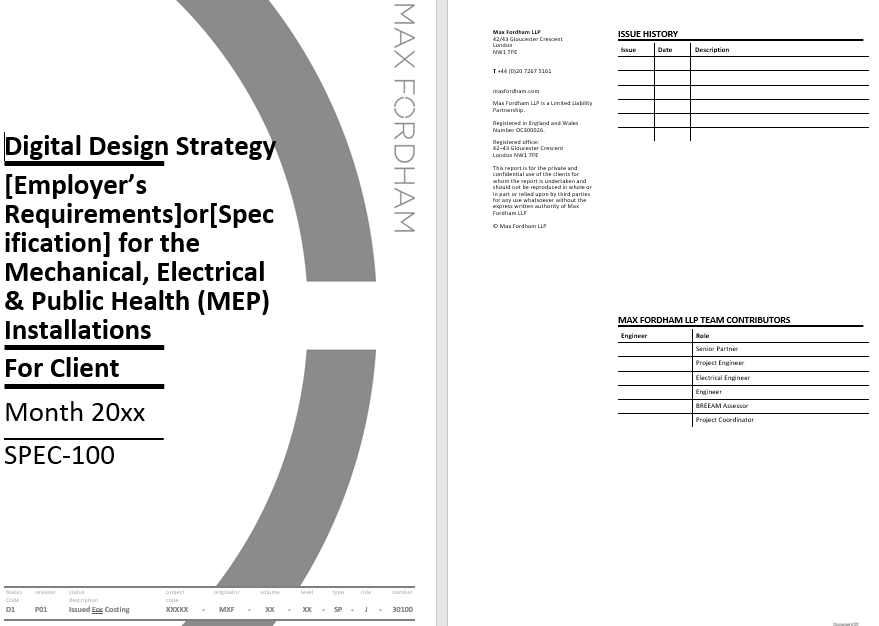 MAX FORDHAM
Digital Design Strategy
[Employer’s
Requirements]or[Spec
ification] for the
Mechanical, Electrical
& Public Health (MEP)
Installations
For Client
Month 20xx
SPEC-100
Status Code revision status description project code originator volume level type role number
D1 P01 Issued For Costing XXXXX - MXF - XX - XX - SP - J - 30100
Max Fordham LLP
42/43 Gloucester Crescent
London
NW1 7PE
T +44 (0)20 7267 5161
maxfordham.com
Max Fordham LLP is a Limited Liability
Partnership.
Registered in England and Wales
Number OC300026.
Registered office:
42–43 Gloucester Crescent
London NW1 7PE
This report is for the private and
confidential use of the clients for
whom the report is undertaken and
should not be reproduced in whole or
in part or relied upon by third parties
for any use whatsoever without the
express written authority of Max
Fordham LLP
© Max Fordham LLP
ISSUE HISTORY
Issue Date Description
MAX FORDHAM LLP TEAM CONTRIBUTORS
Engineer Role
Senior Partner
Project Engineer
Electrical Engineer
Engineer
BREEAM Assessor
Project Coordinator
DocumentID